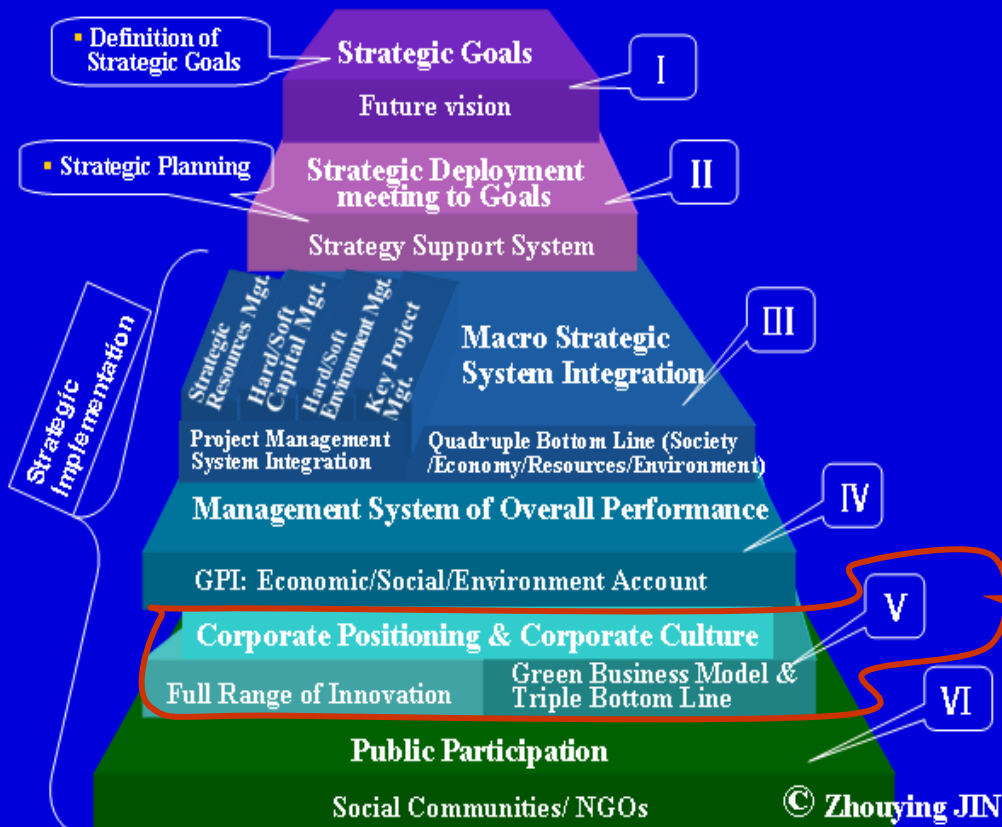 ▪ Definition of
Strategic Goals
Strategic Goals
I
Future vision
▪ Strategic Planning
Strategic Deployment
meeting to Goals
II
Strategy Support System
Strategic
Implementation
Strategic
Resources Mgt.
Hard/Soft
Capital Mgt.
Hard/Soft
Environment Mgt.
Key Project
Mgt.
Macro Strategic
System Integration
III
Project Management
System Integration
Quadruple Bottom Line (Society
/Economy/Resources/Environment)
Management System of Overall Performance
IV
GPI: Economic/Social/Environment Account
Corporate Positioning & Corporate Culture
V
Full Range of Innovation
Green Business Model &
Triple Bottom Line
VI
Public Participation
Social Communities/ NGOs
© Zhouying JIN